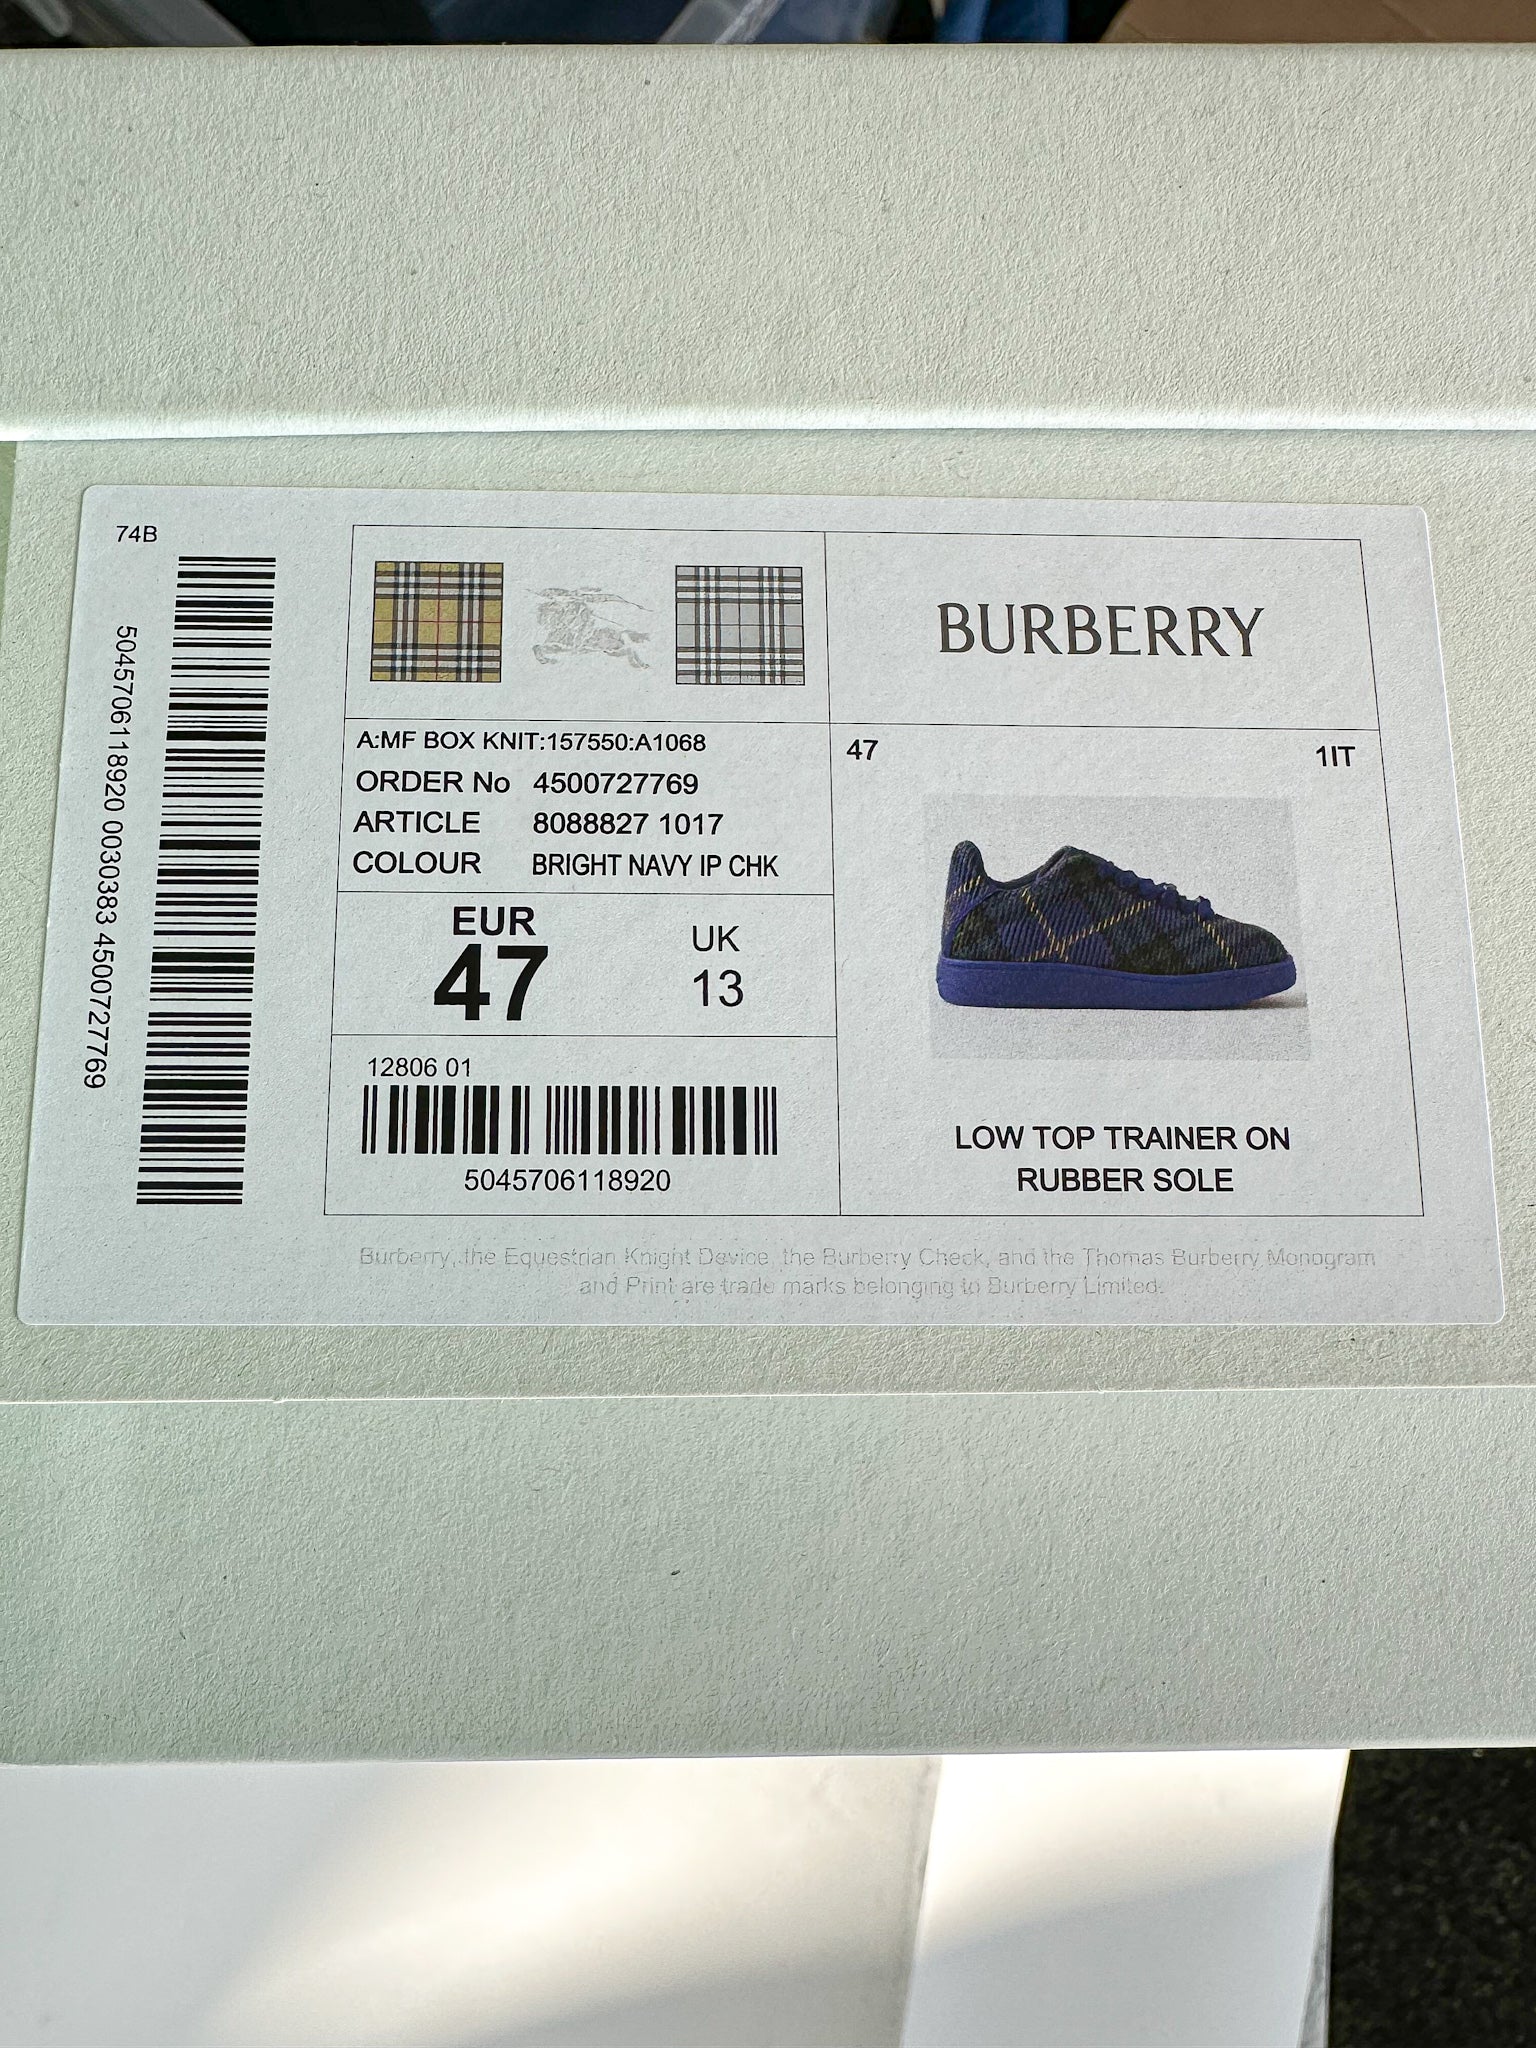 74B
5045706118920 0030383 4500727769
BURBERRY
A:MF BOX KNIT:157550:A1068
ORDER No 4500727769
ARTICLE 8088827 1017
COLOUR BRIGHT NAVY IP CHK
EUR
47
UK
13
12806 01
5045706118920
47
1IT
LOW TOP TRAINER ON
RUBBER SOLE
Burberry, the Equestrian Knight Device, the Burberry Check, and the Thomas Burberry Monogram
and Print are trade marks belonging to Burberry Limited.